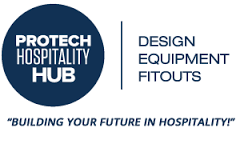 PROTECH
HOSPITALITY
HUB
DESIGN
EQUIPMENT
FITOUTS
"BUILDING YOUR FUTURE IN HOSPITALITY!"